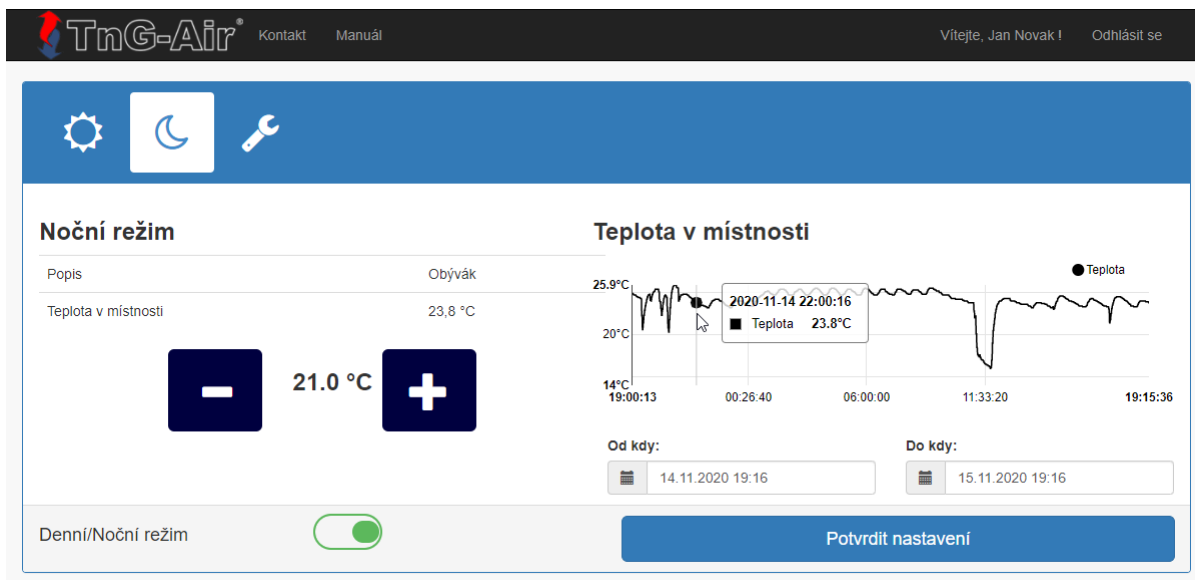 TnG-Air® Kontakt Manuál Vítejte, Jan Novak ! Odhlásit se
Noční režim
Popis Obývák
Teplota v místnosti 23,8 °C
21.0 °C
Teplota v místnosti
Teplota
25.9°C
20°C
14°C
2020-11-14 22:00:16
Teplota 23.8°C
19:00:13 00:26:40 06:00:00 11:33:20 19:15:36
Od kdy: Do kdy:
14.11.2020 19:16 15.11.2020 19:16
Denní/Noční režim Potvrdit nastavení